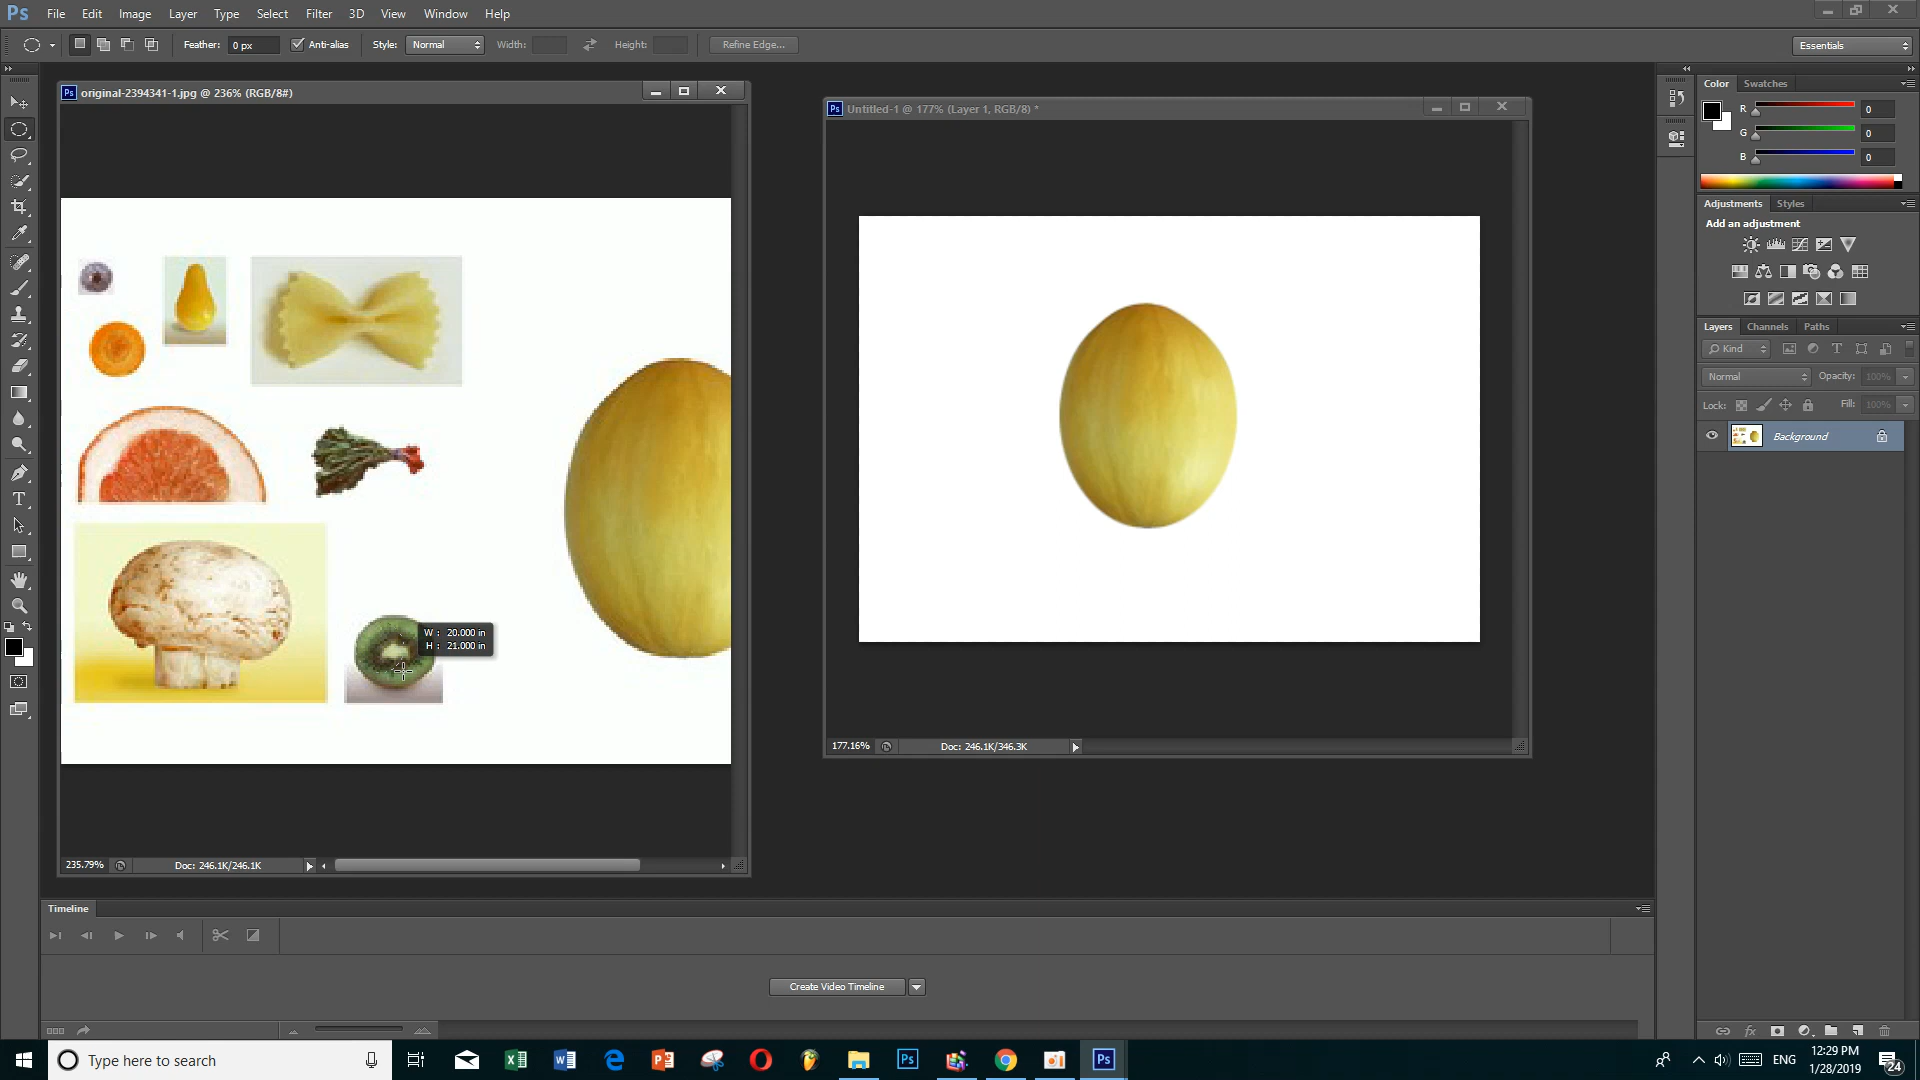 Ps File Edit Image Layer Type Select Filter 3D View Window Help
Feather: 0 px Anti-alias Style: Normal Width: Height: Refine Edge... Essentials
Ps original-2394341-1.jpg @ 236% (RGB/8#)
Ps Untitled-1 @ 177% (Layer 1, RGB/8) *
Color Swatches
R 0
G 0
B 0
Adjustments Styles
Add an adjustment
Layers Channels Paths
Kind
Normal Opacity: 100%
Lock: Fill: 100%
Background
W : 20.000 in
H : 21.000 in
177.16% Doc: 246.1K/346.3K
235.79% Doc: 246.1K/246.1K
Timeline
Create Video Timeline
Type here to search
ENG
12:29 PM
1/28/2019
24